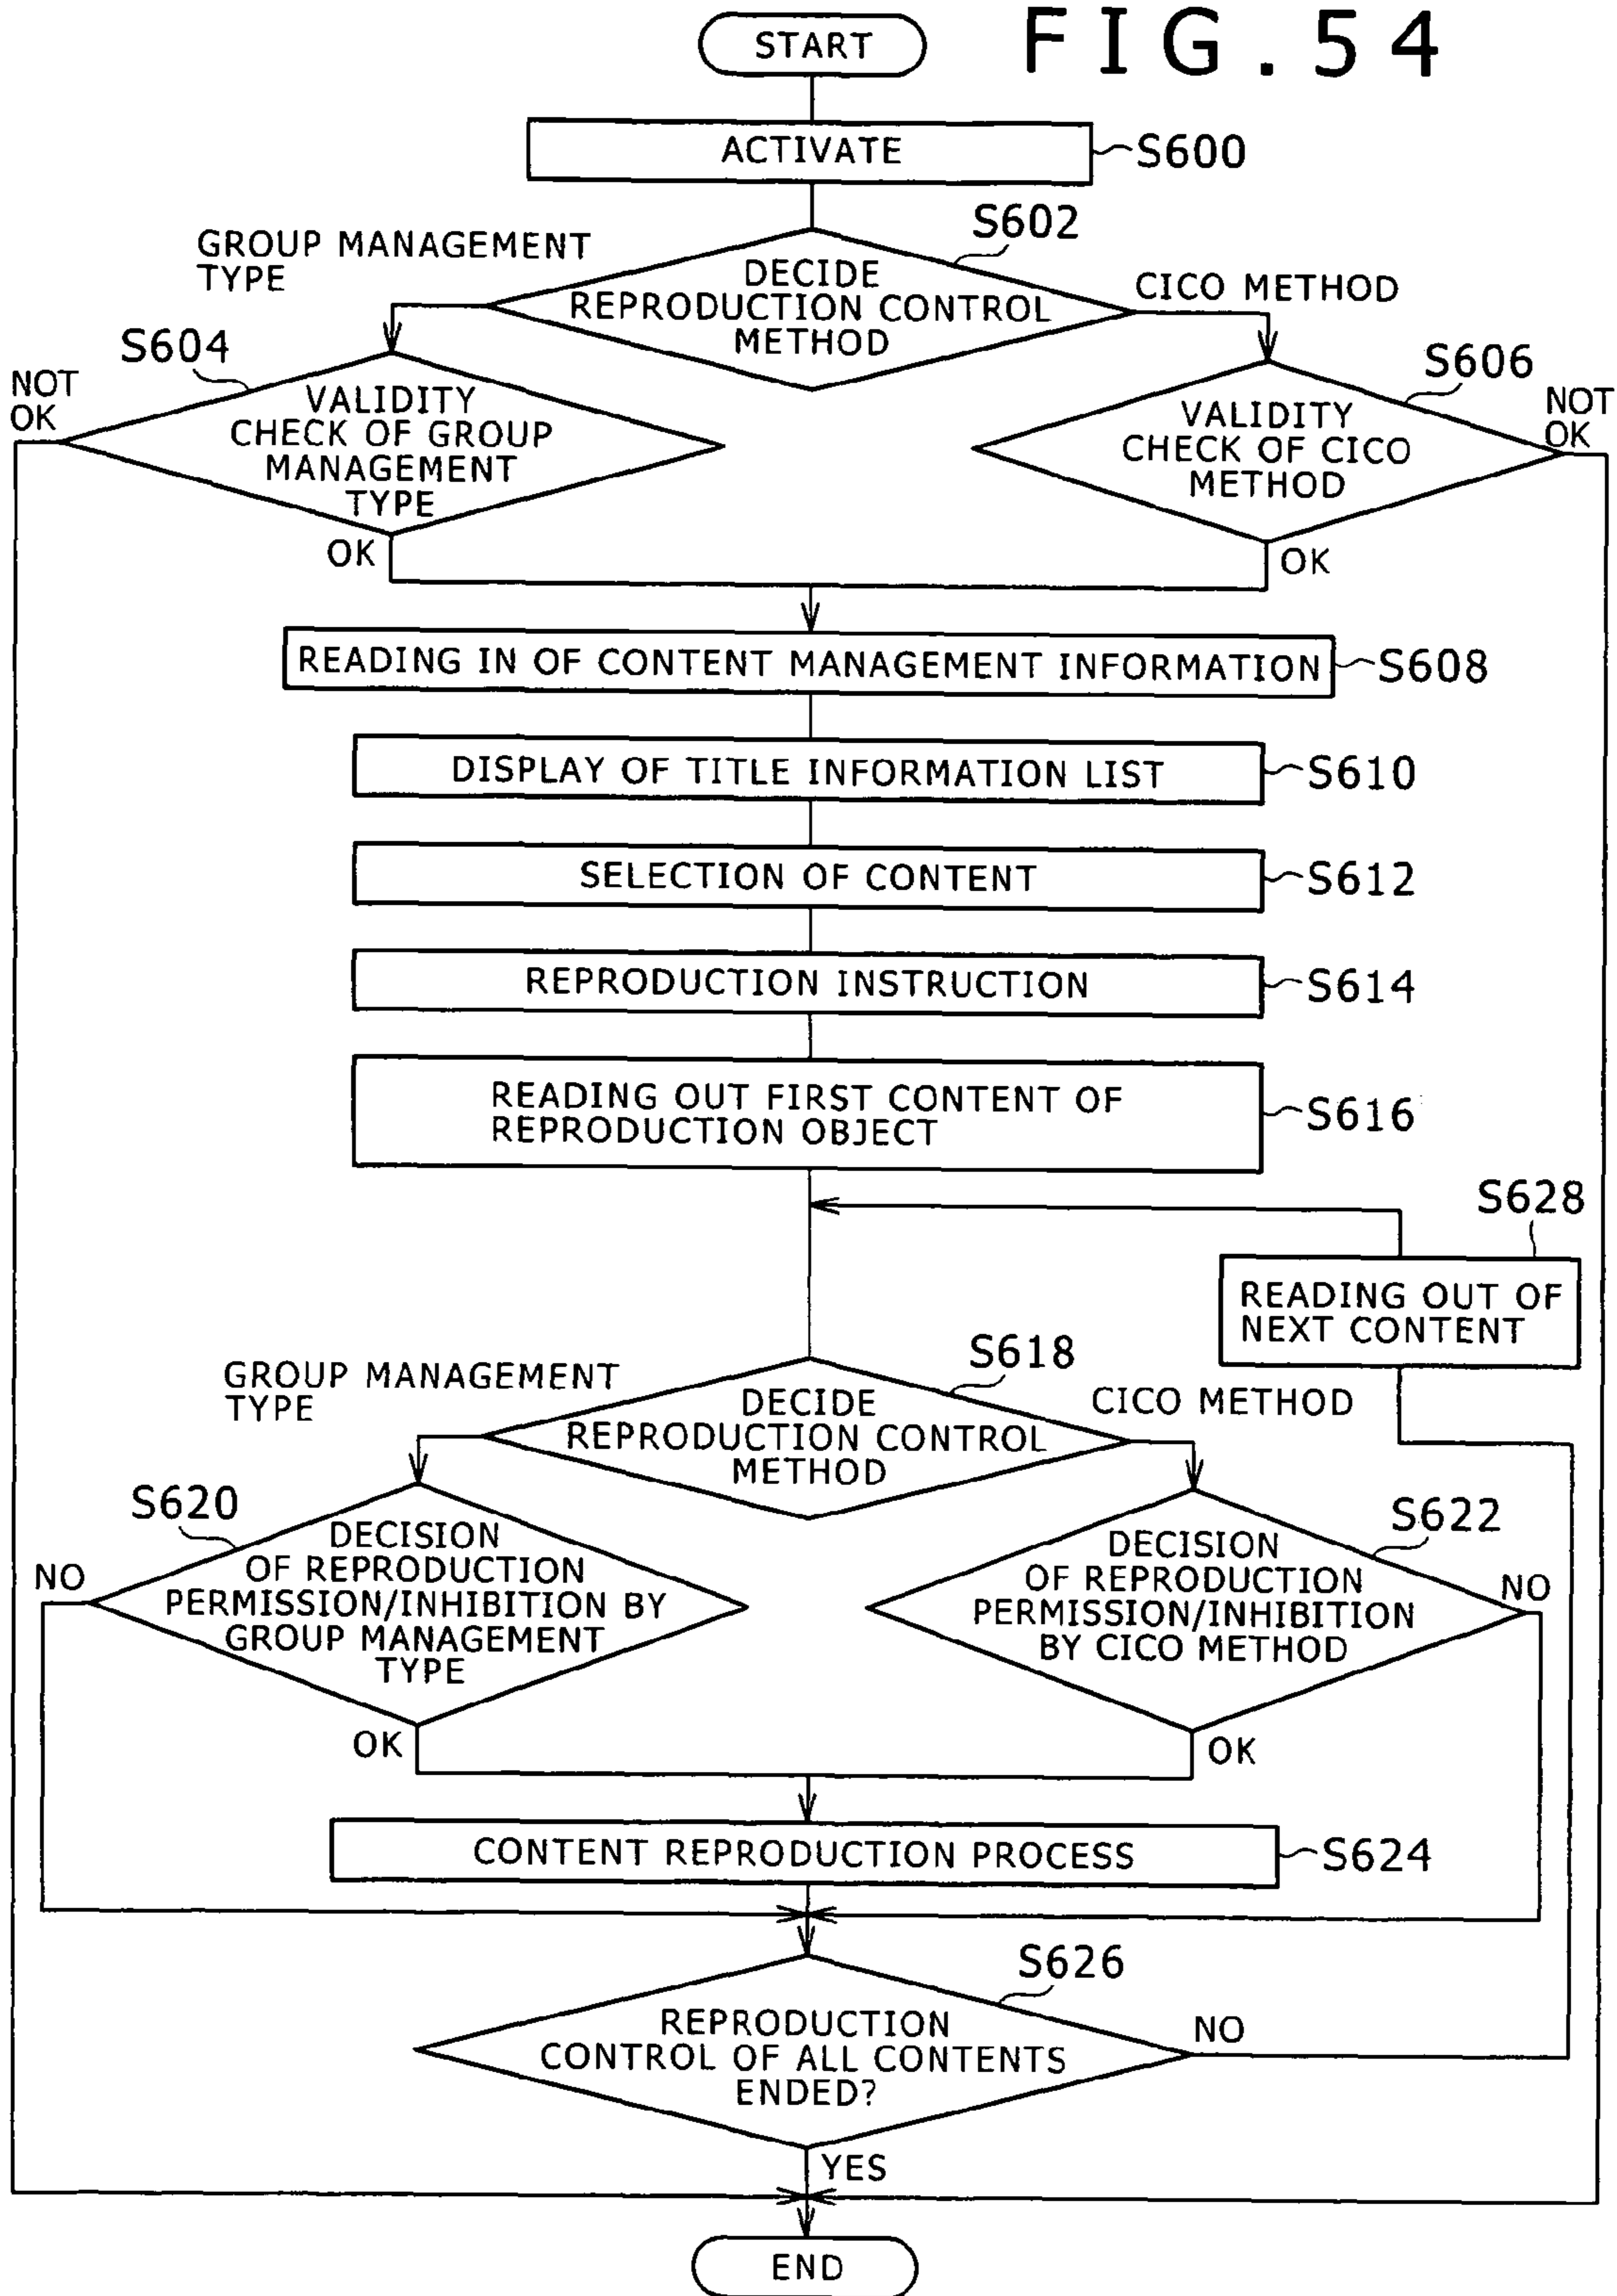 FIG.54
START
ACTIVATE
S600
S602
GROUP MANAGEMENT
TYPE
DECIDE
REPRODUCTION CONTROL
METHOD
CICO METHOD
S604
NOT
OK
VALIDITY
CHECK OF GROUP
MANAGEMENT
TYPE
OK
S606
NOT
OK
VALIDITY
CHECK OF CICO
METHOD
OK
READING IN OF CONTENT MANAGEMENT INFORMATION
S608
DISPLAY OF TITLE INFORMATION LIST
S610
SELECTION OF CONTENT
S612
REPRODUCTION INSTRUCTION
S614
READING OUT FIRST CONTENT OF
REPRODUCTION OBJECT
S616
S628
READING OUT OF
NEXT CONTENT
S618
GROUP MANAGEMENT
TYPE
DECIDE
REPRODUCTION CONTROL
METHOD
CICO METHOD
S620
NO
DECISION
OF REPRODUCTION
PERMISSION/INHIBITION BY
GROUP MANAGEMENT
TYPE
OK
S622
NO
DECISION
OF REPRODUCTION
PERMISSION/INHIBITION
BY CICO METHOD
OK
CONTENT REPRODUCTION PROCESS
S624
S626
REPRODUCTION
CONTROL OF ALL CONTENTS
ENDED?
NO
YES
END